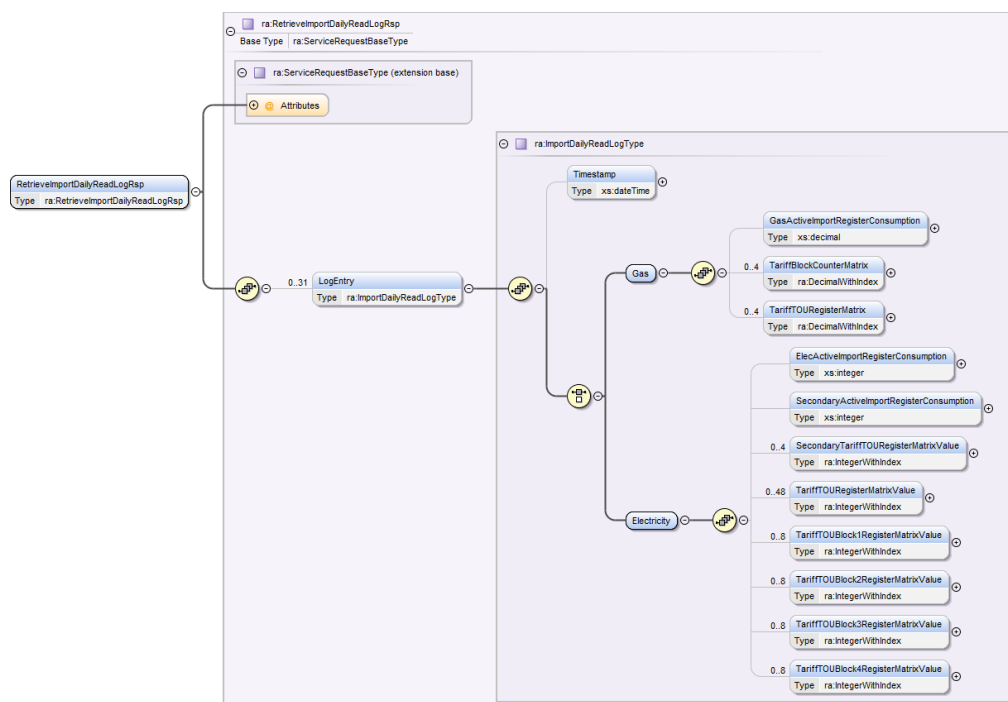 ra:RetrieveImportDailyReadLogRsp
Base Type ra:ServiceRequestBaseType
ra:ServiceRequestBaseType (extension base)
@ Attributes
RetrieveImportDailyReadLogRsp
Type ra:RetrieveImportDailyReadLogRsp
0..31
LogEntry
Type ra:ImportDailyReadLogType
ra:ImportDailyReadLogType
Timestamp
Type xs:dateTime
Gas
GasActiveImportRegisterConsumption
Type xs:decimal
0..4
TariffBlockCounterMatrix
Type ra:DecimalWithIndex
0..4
TariffTOURegisterMatrix
Type ra:DecimalWithIndex
Electricity
ElecActiveImportRegisterConsumption
Type xs:integer
SecondaryActiveImportRegisterConsumption
Type xs:integer
0..4
SecondaryTariffTOURegisterMatrixValue
Type ra:IntegerWithIndex
0..48
TariffTOURegisterMatrixValue
Type ra:IntegerWithIndex
0..8
TariffTOUBlock1RegisterMatrixValue
Type ra:IntegerWithIndex
0..8
TariffTOUBlock2RegisterMatrixValue
Type ra:IntegerWithIndex
0..8
TariffTOUBlock3RegisterMatrixValue
Type ra:IntegerWithIndex
0..8
TariffTOUBlock4RegisterMatrixValue
Type ra:IntegerWithIndex